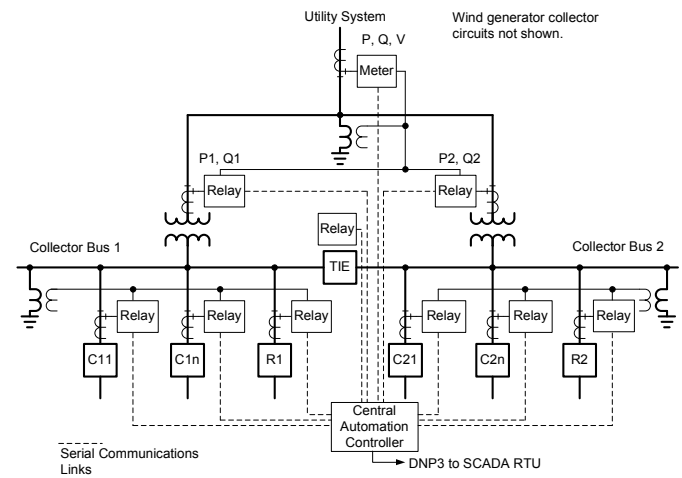 Utility System
Wind generator collector
circuits not shown.
P, Q, V
Meter
P1, Q1
P2, Q2
Relay
Relay
Relay
Collector Bus 1
Collector Bus 2
TIE
Relay
Relay
Relay
Relay
Relay
Relay
C11
C1n
R1
C21
C2n
R2
Central
Automation
Controller
Serial Communications
Links
DNP3 to SCADA RTU